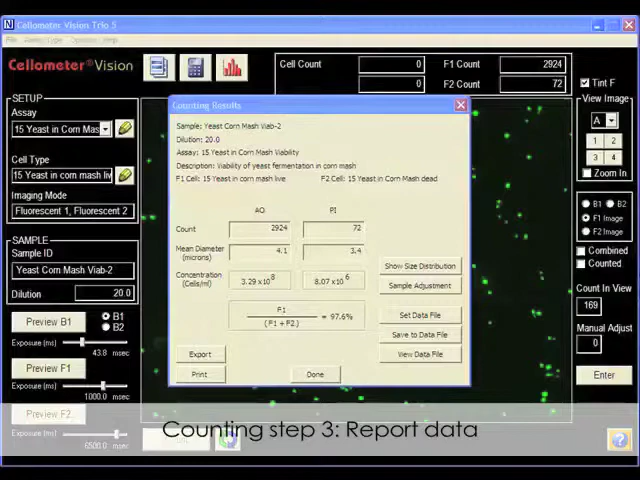 Cellometer Vision Trio 5
Cellometer® Vision
Cell Count 0 F1 Count 2924
0 F2 Count 72
SETUP
Assay
15 Yeast in Corn Mas
Cell Type
15 Yeast in corn mash liv
Imaging Mode
Fluorescent 1, Fluorescent 2
SAMPLE
Sample ID
Yeast Corn Mash Viab-2
Dilution 20.0
Preview B1
B1
B2
Exposure (ms) 43.8 msec
Preview F1
Exposure (ms) 1000.0 msec
Preview F2
Exposure (ms) 6500.0 msec
Counting Results
Sample: Yeast Corn Mash Viab-2
Dilution: 20.0
Assay: 15 Yeast in Corn Mash Viability
Description: Viability of yeast fermentation in corn mash
F1 Cell: 15 Yeast in corn mash live F2 Cell: 15 Yeast in Corn Mash dead
AO PI
Count 2924 72
Mean Diameter 4.1 3.4
(microns)
Concentration 3.29 x10^8 8.07 x10^6
(Cells/ml)
F1
(F1 + F2) = 97.6%
Show Size Distribution
Sample Adjustment
Set Data File
Save to Data File
View Data File
Export
Print
Done
Tint F
View Image
A
1 2
3 4
Zoom In
B1 B2
F1 Image
F2 Image
Combined
Counted
Count In View
169
Manual Adjust
0
Enter
Counting step 3: Report data